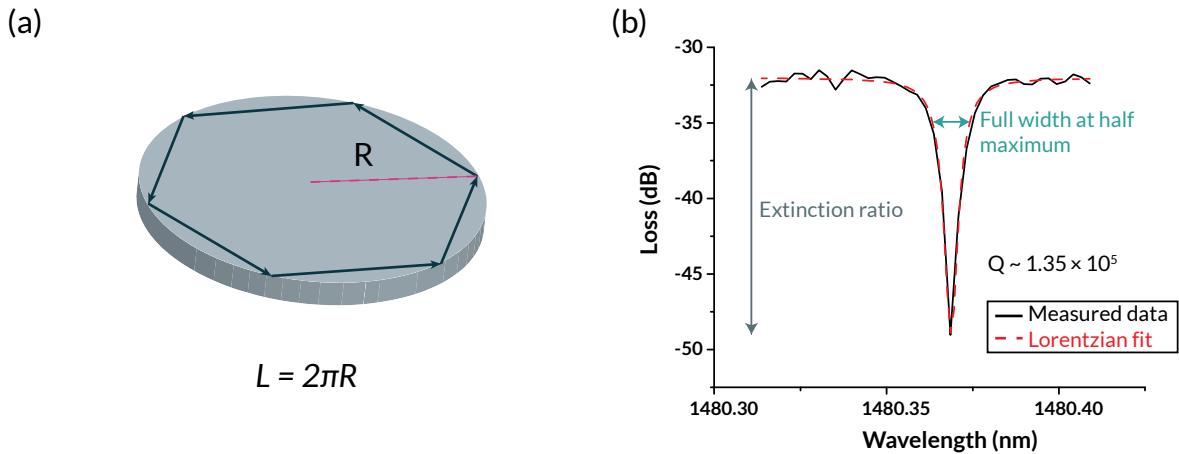 (a)
R
L = 2πR
(b)
-30
-35
-40
-45
-50
Loss (dB)
Extinction ratio
Full width at half
maximum
Q ~ 1.35 × 10⁵
Measured data
Lorentzian fit
1480.30
1480.35
1480.40
Wavelength (nm)